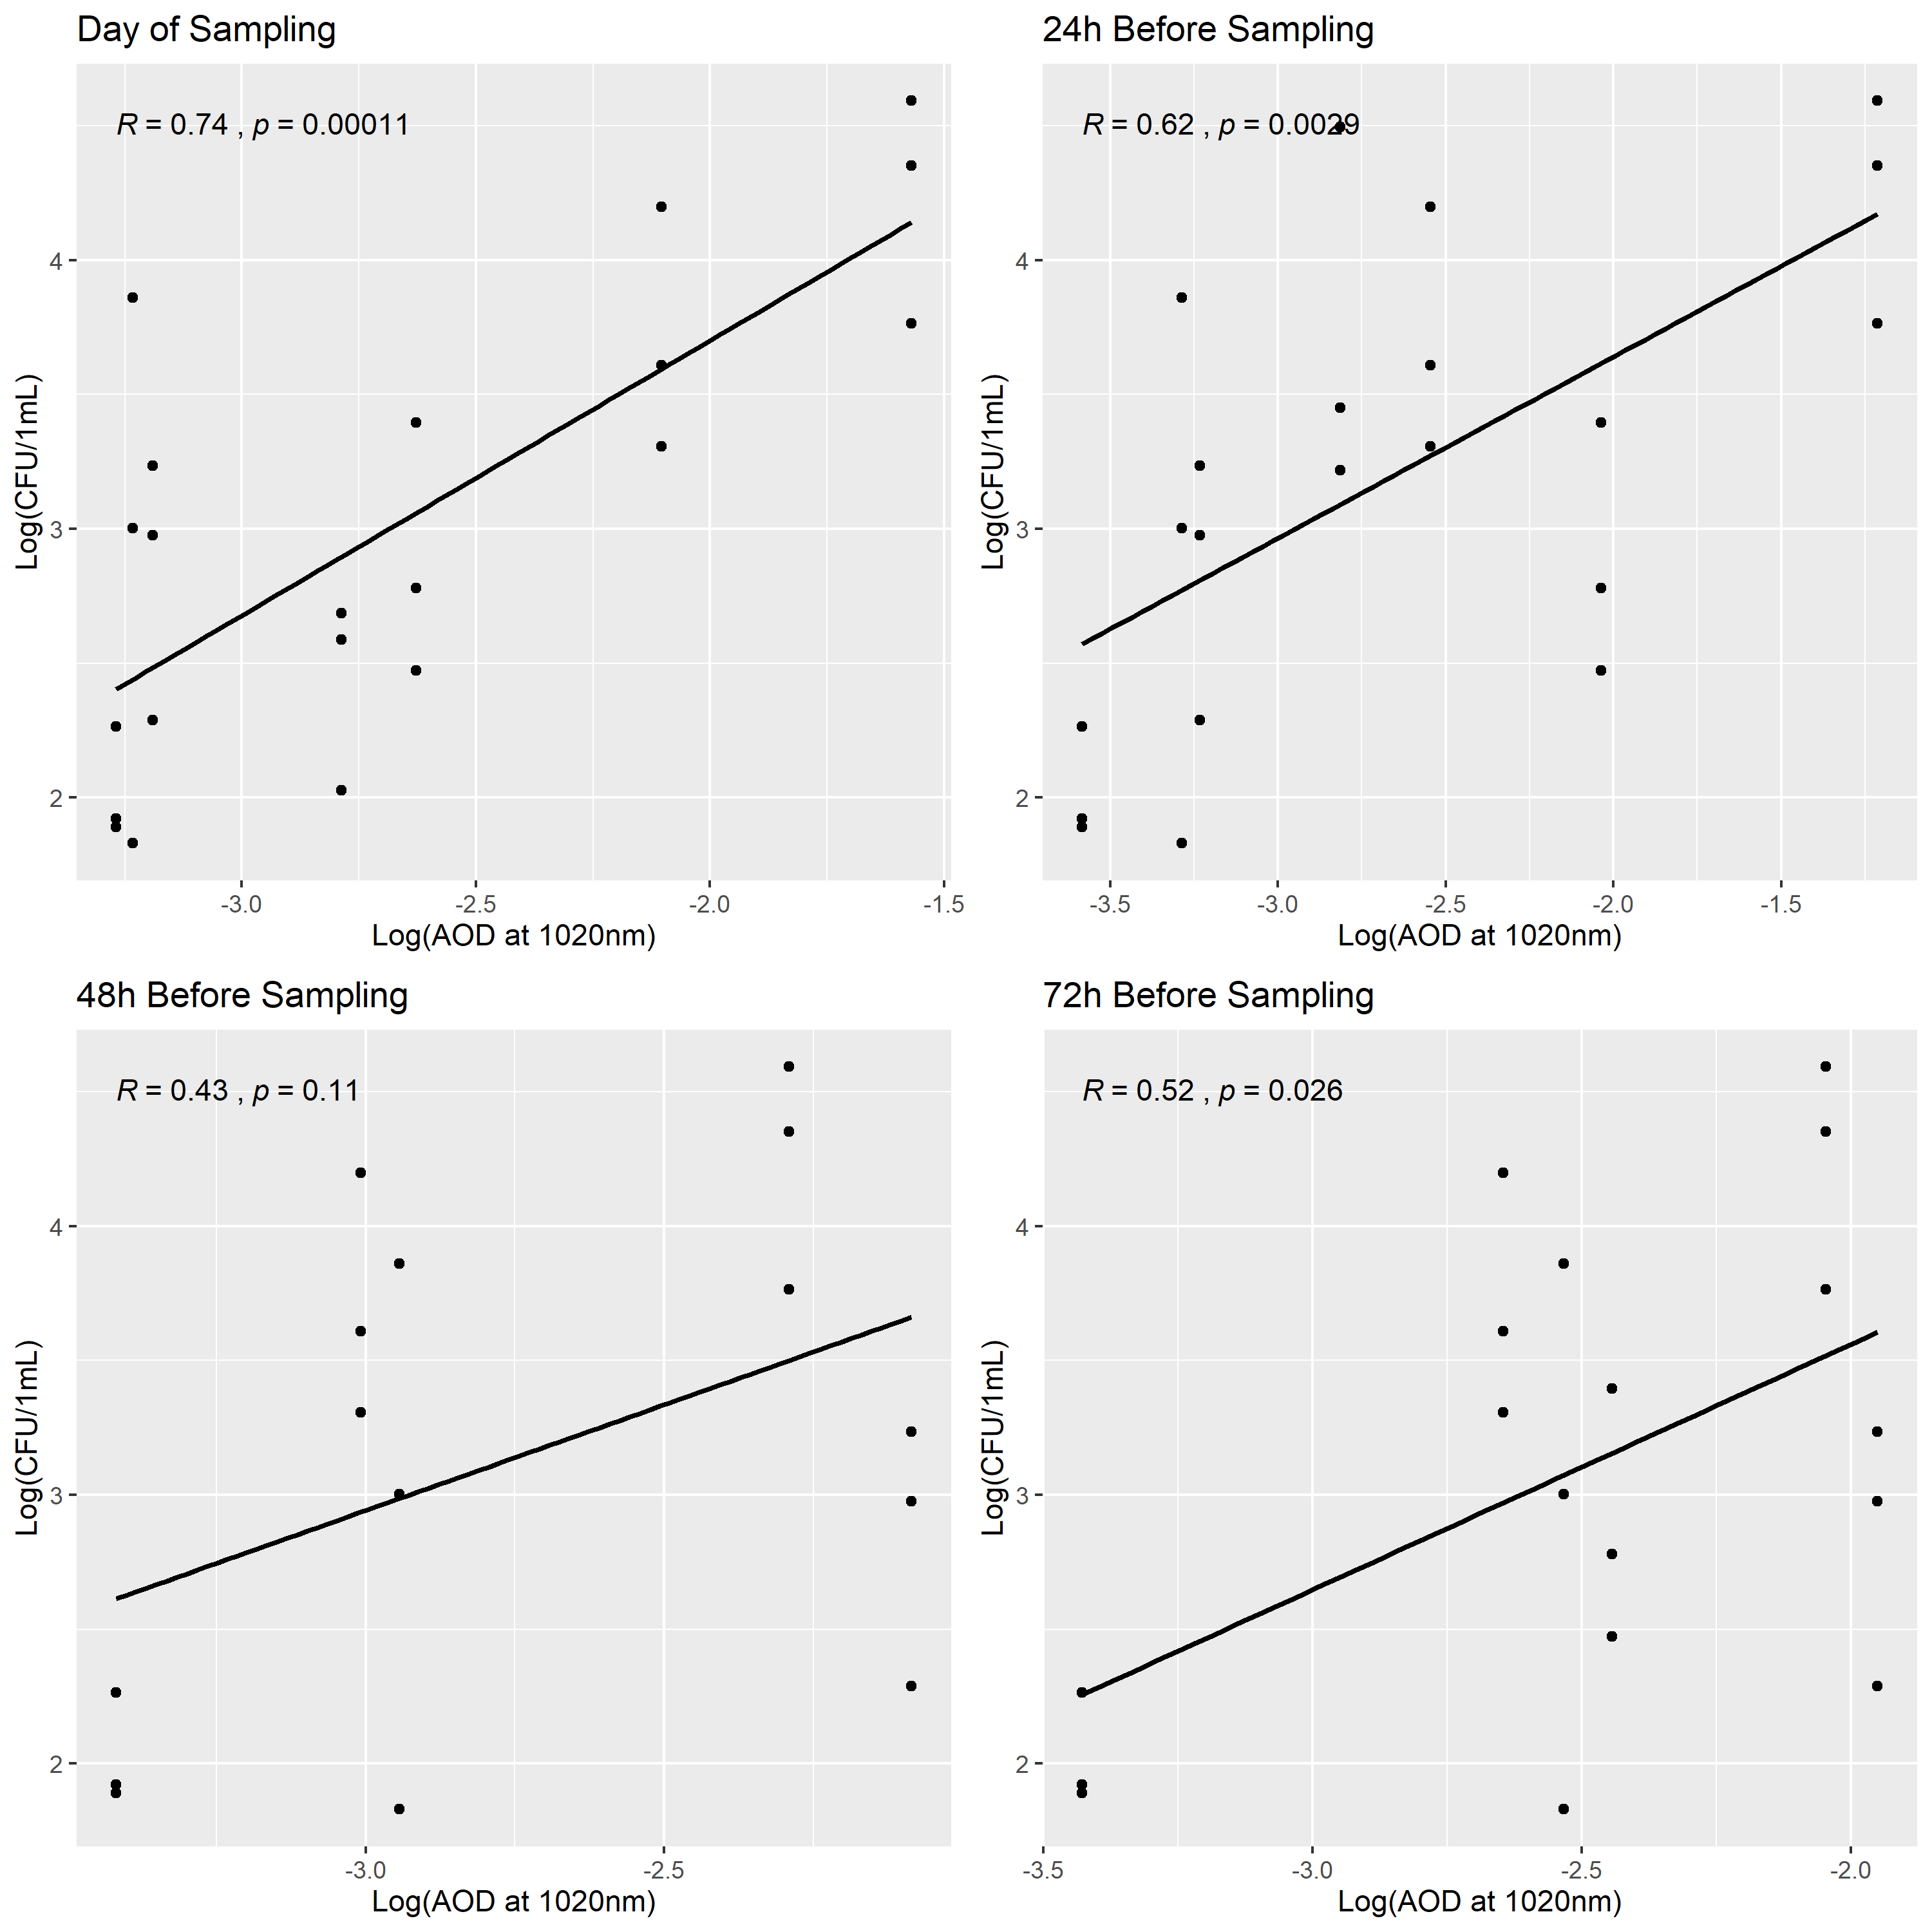 Day of Sampling
R = 0.74 , p = 0.00011
Log(CFU/1mL)
4
3
2
-3.0 -2.5 -2.0 -1.5
Log(AOD at 1020nm)
24h Before Sampling
R = 0.62 , p = 0.0029
Log(CFU/1mL)
4
3
2
-3.5 -3.0 -2.5 -2.0 -1.5
Log(AOD at 1020nm)
48h Before Sampling
R = 0.43 , p = 0.11
Log(CFU/1mL)
4
3
2
-3.0 -2.5
Log(AOD at 1020nm)
72h Before Sampling
R = 0.52 , p = 0.026
Log(CFU/1mL)
4
3
2
-3.5 -3.0 -2.5 -2.0
Log(AOD at 1020nm)